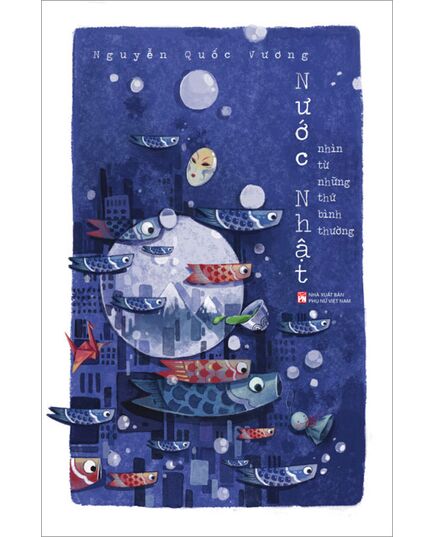 Nguyễn Quốc Vương
Nước Nhật
nhìn
từ
những
thứ
bình
thường
NHÀ XUẤT BẢN
PHỤ NỮ VIỆT NAM